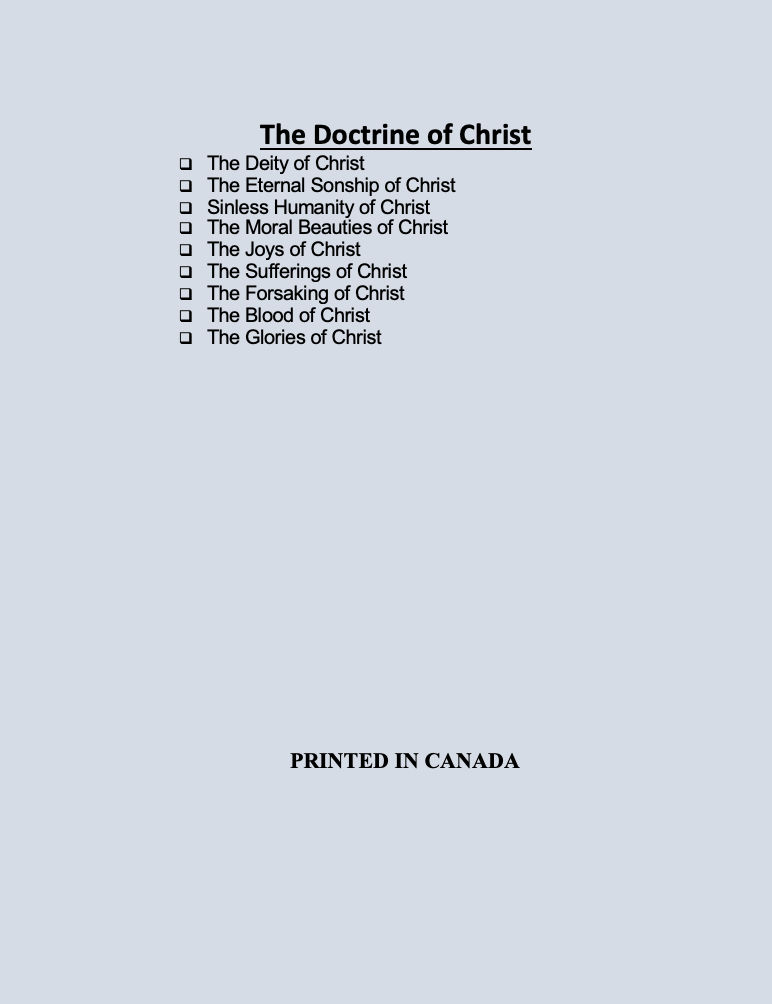 The Doctrine of Christ
❑ The Deity of Christ
❑ The Eternal Sonship of Christ
❑ Sinless Humanity of Christ
❑ The Moral Beauties of Christ
❑ The Joys of Christ
❑ The Sufferings of Christ
❑ The Forsaking of Christ
❑ The Blood of Christ
❑ The Glories of Christ
PRINTED IN CANADA